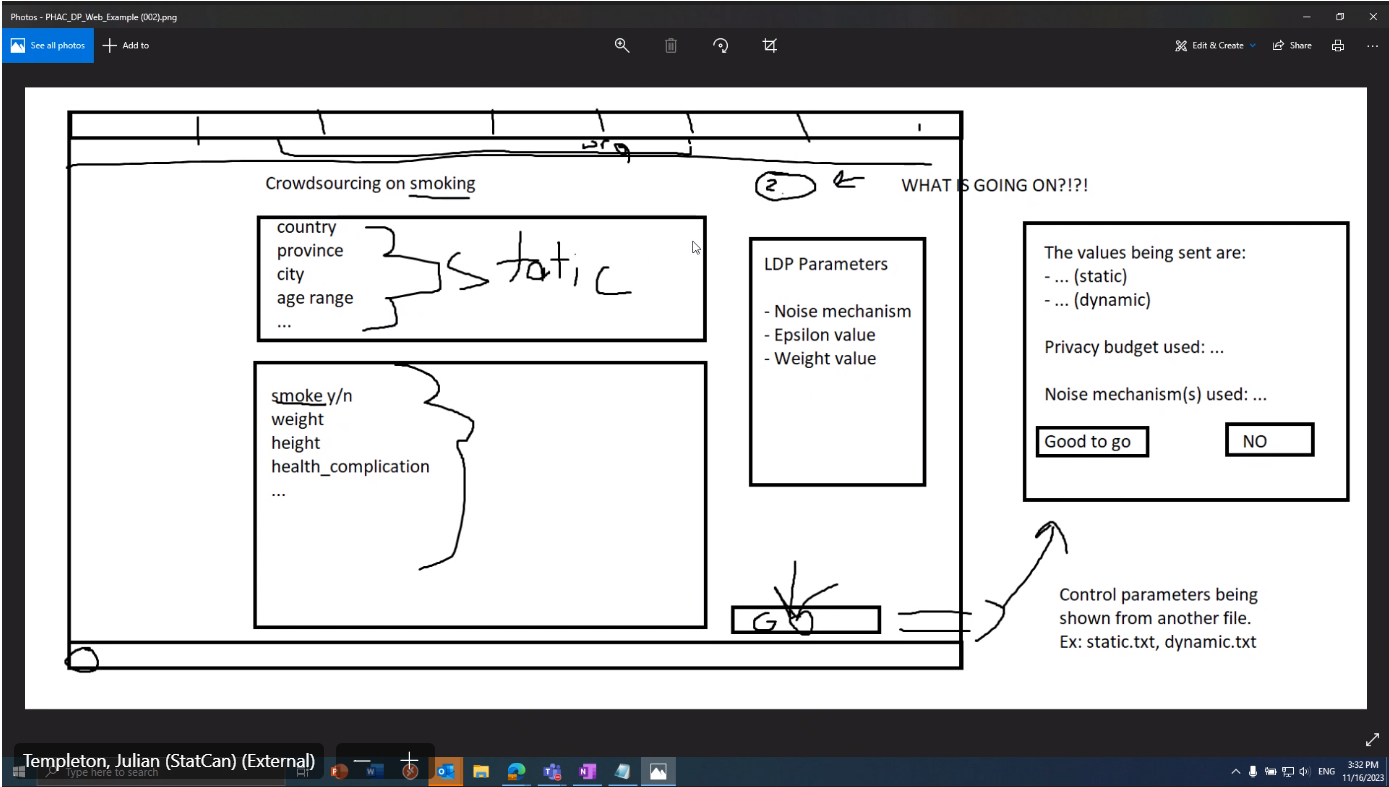 Photos - PHAC_DP_Web_Example (002).png
See all photos
Add to
Edit & Create
Share
Crowdsourcing on smoking
2.
WHAT IS GOING ON?!?!
country
province
city
age range
...
static
smoke y/n
weight
height
health_complication
...
LDP Parameters
- Noise mechanism
- Epsilon value
- Weight value
GO
The values being sent are:
- ... (static)
- ... (dynamic)
Privacy budget used: ...
Noise mechanism(s) used: ...
Good to go
NO
Control parameters being
shown from another file.
Ex: static.txt, dynamic.txt
Templeton, Julian (StatCan) (External)
Type here to search
ENG
3:32 PM
11/16/2023